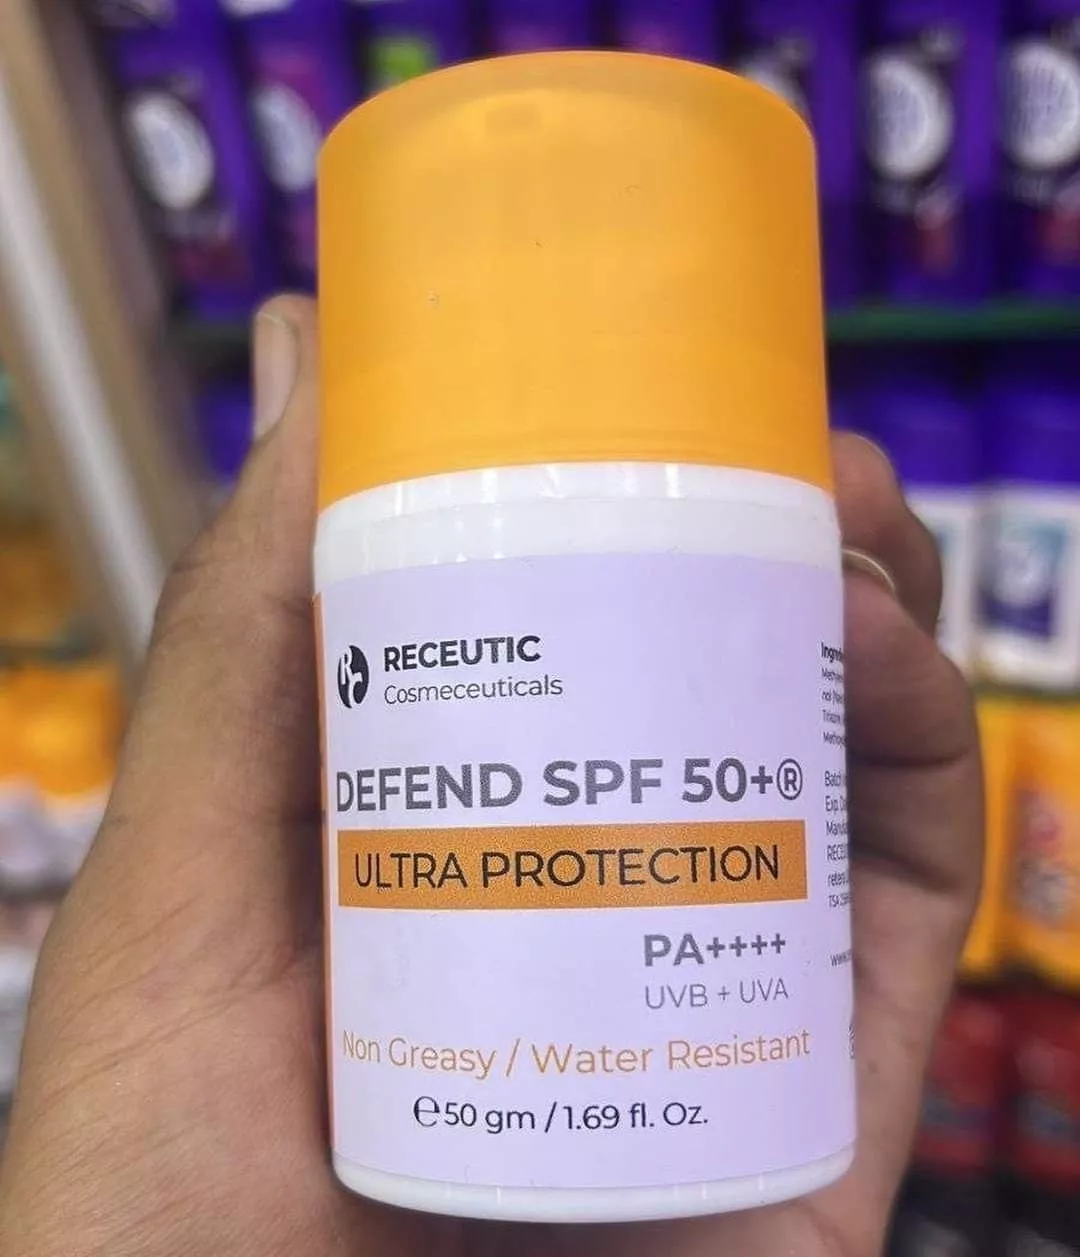 RECEUTIC
Cosmeceuticals
DEFEND SPF 50+®
ULTRA PROTECTION
PA++++
UVB + UVA
Non Greasy / Water Resistant
℮50 gm / 1.69 fl. Oz.